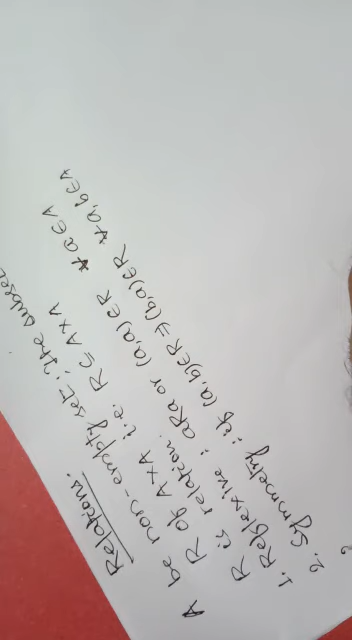 Relations:
A be non-empty set; The subset
R of A×A i.e. R ⊆ A×A
R is relation.
1. Reflexive : aRa or (a,a) ∈ R ∀ a ∈ A
2. Symmetry : if (a,b) ∈ R ⇒ (b,a) ∈ R ∀ a,b ∈ A